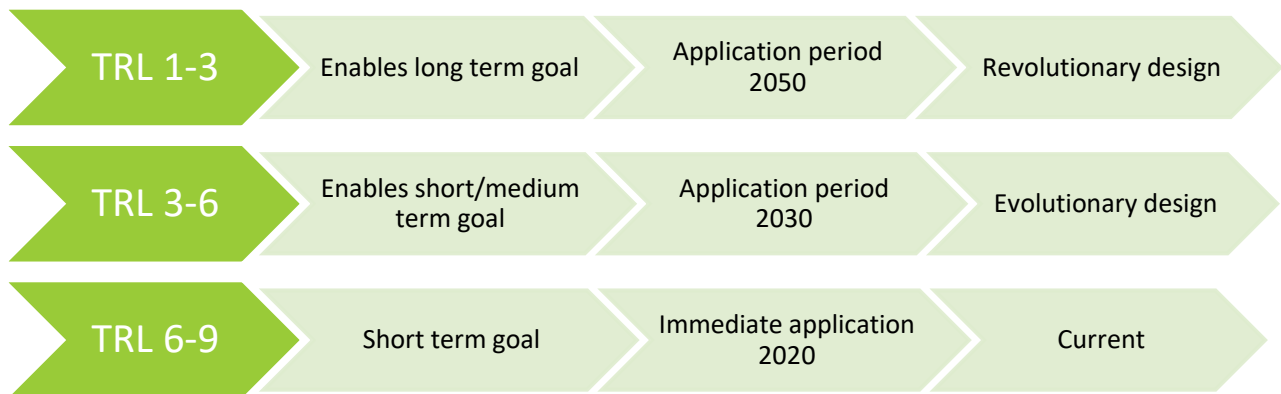 TRL 1-3
Enables long term goal
Application period
2050
Revolutionary design
TRL 3-6
Enables short/medium
term goal
Application period
2030
Evolutionary design
TRL 6-9
Short term goal
Immediate application
2020
Current